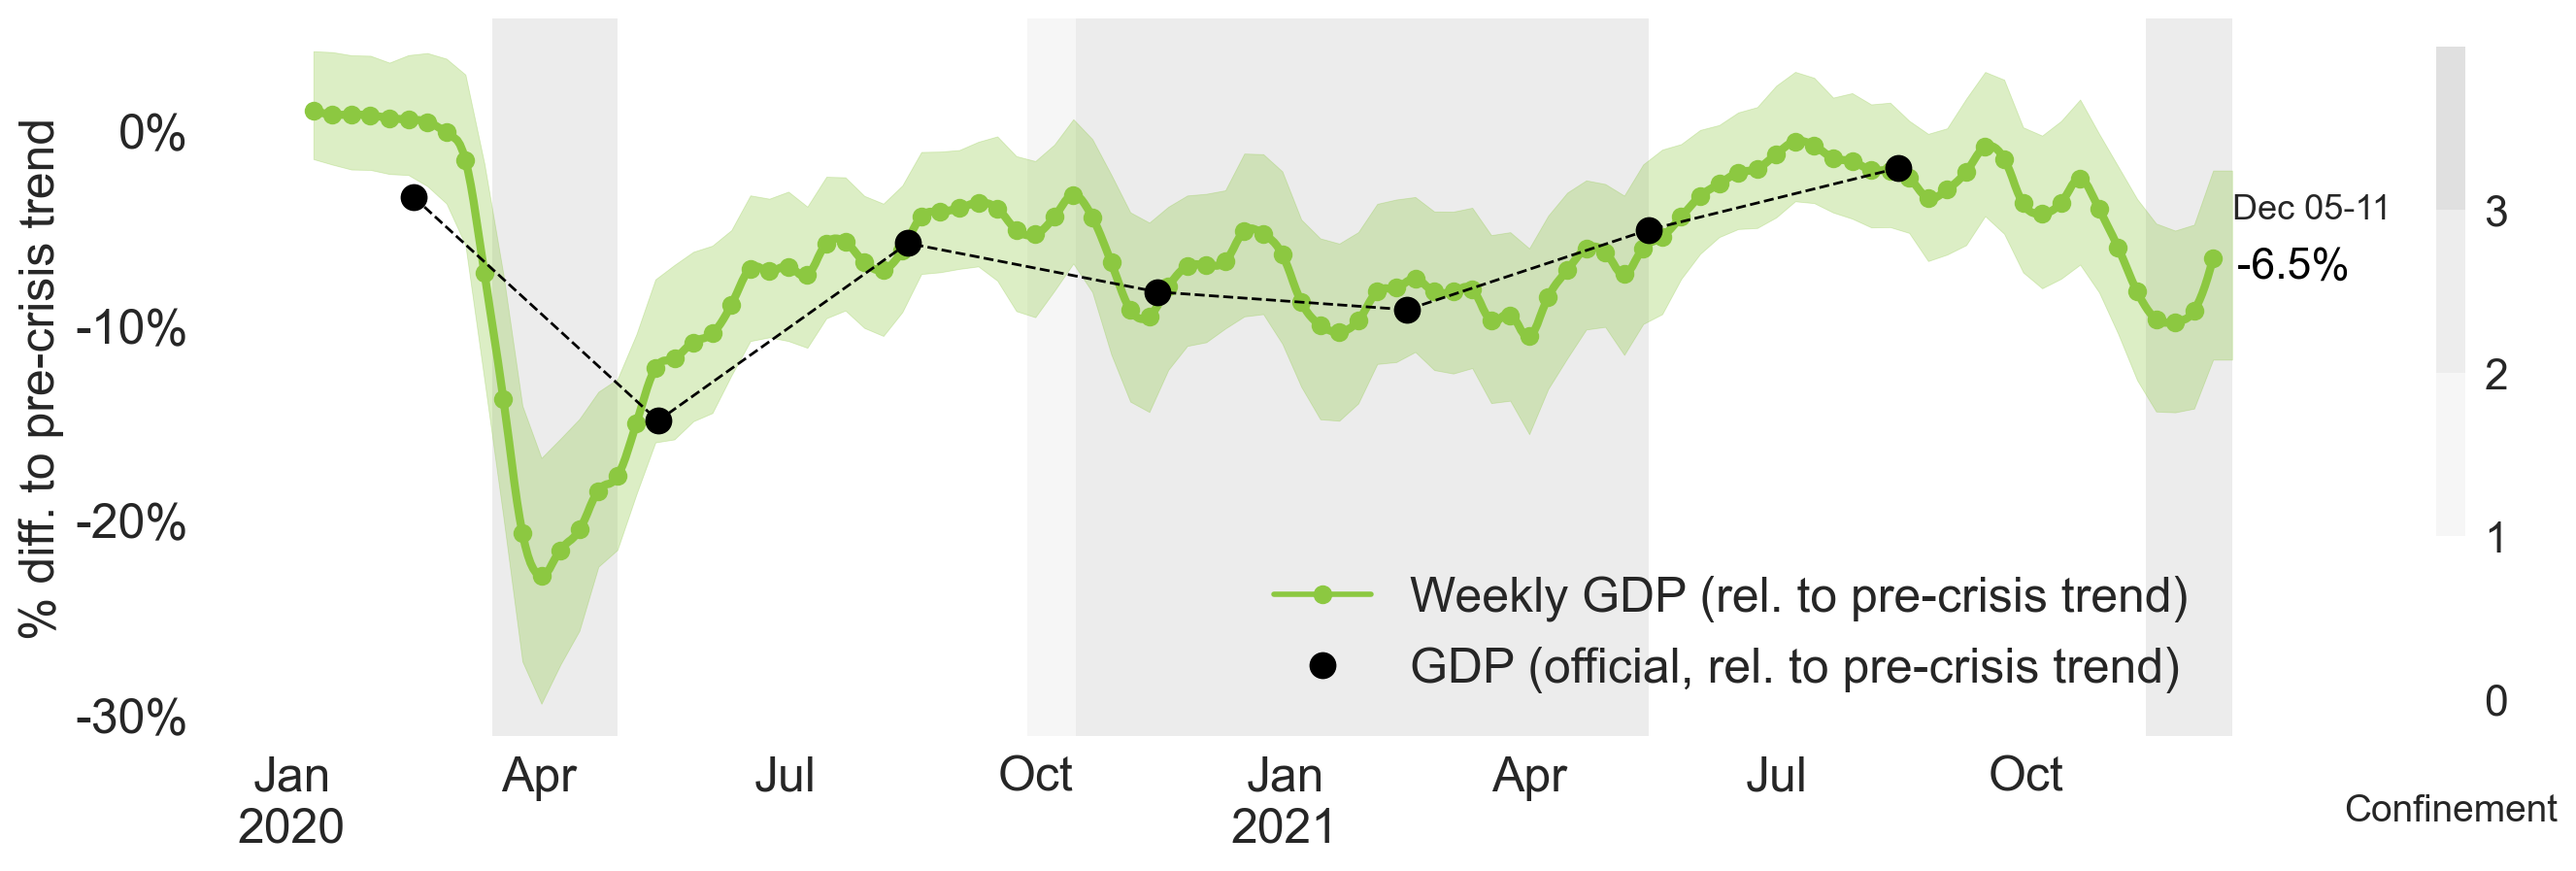 % diff. to pre-crisis trend
0%
-10%
-20%
-30%
Jan
2020
Apr
Jul
Oct
Jan
2021
Apr
Jul
Oct
Dec 05-11
-6.5%
Weekly GDP (rel. to pre-crisis trend)
GDP (official, rel. to pre-crisis trend)
3
2
1
0
Confinement